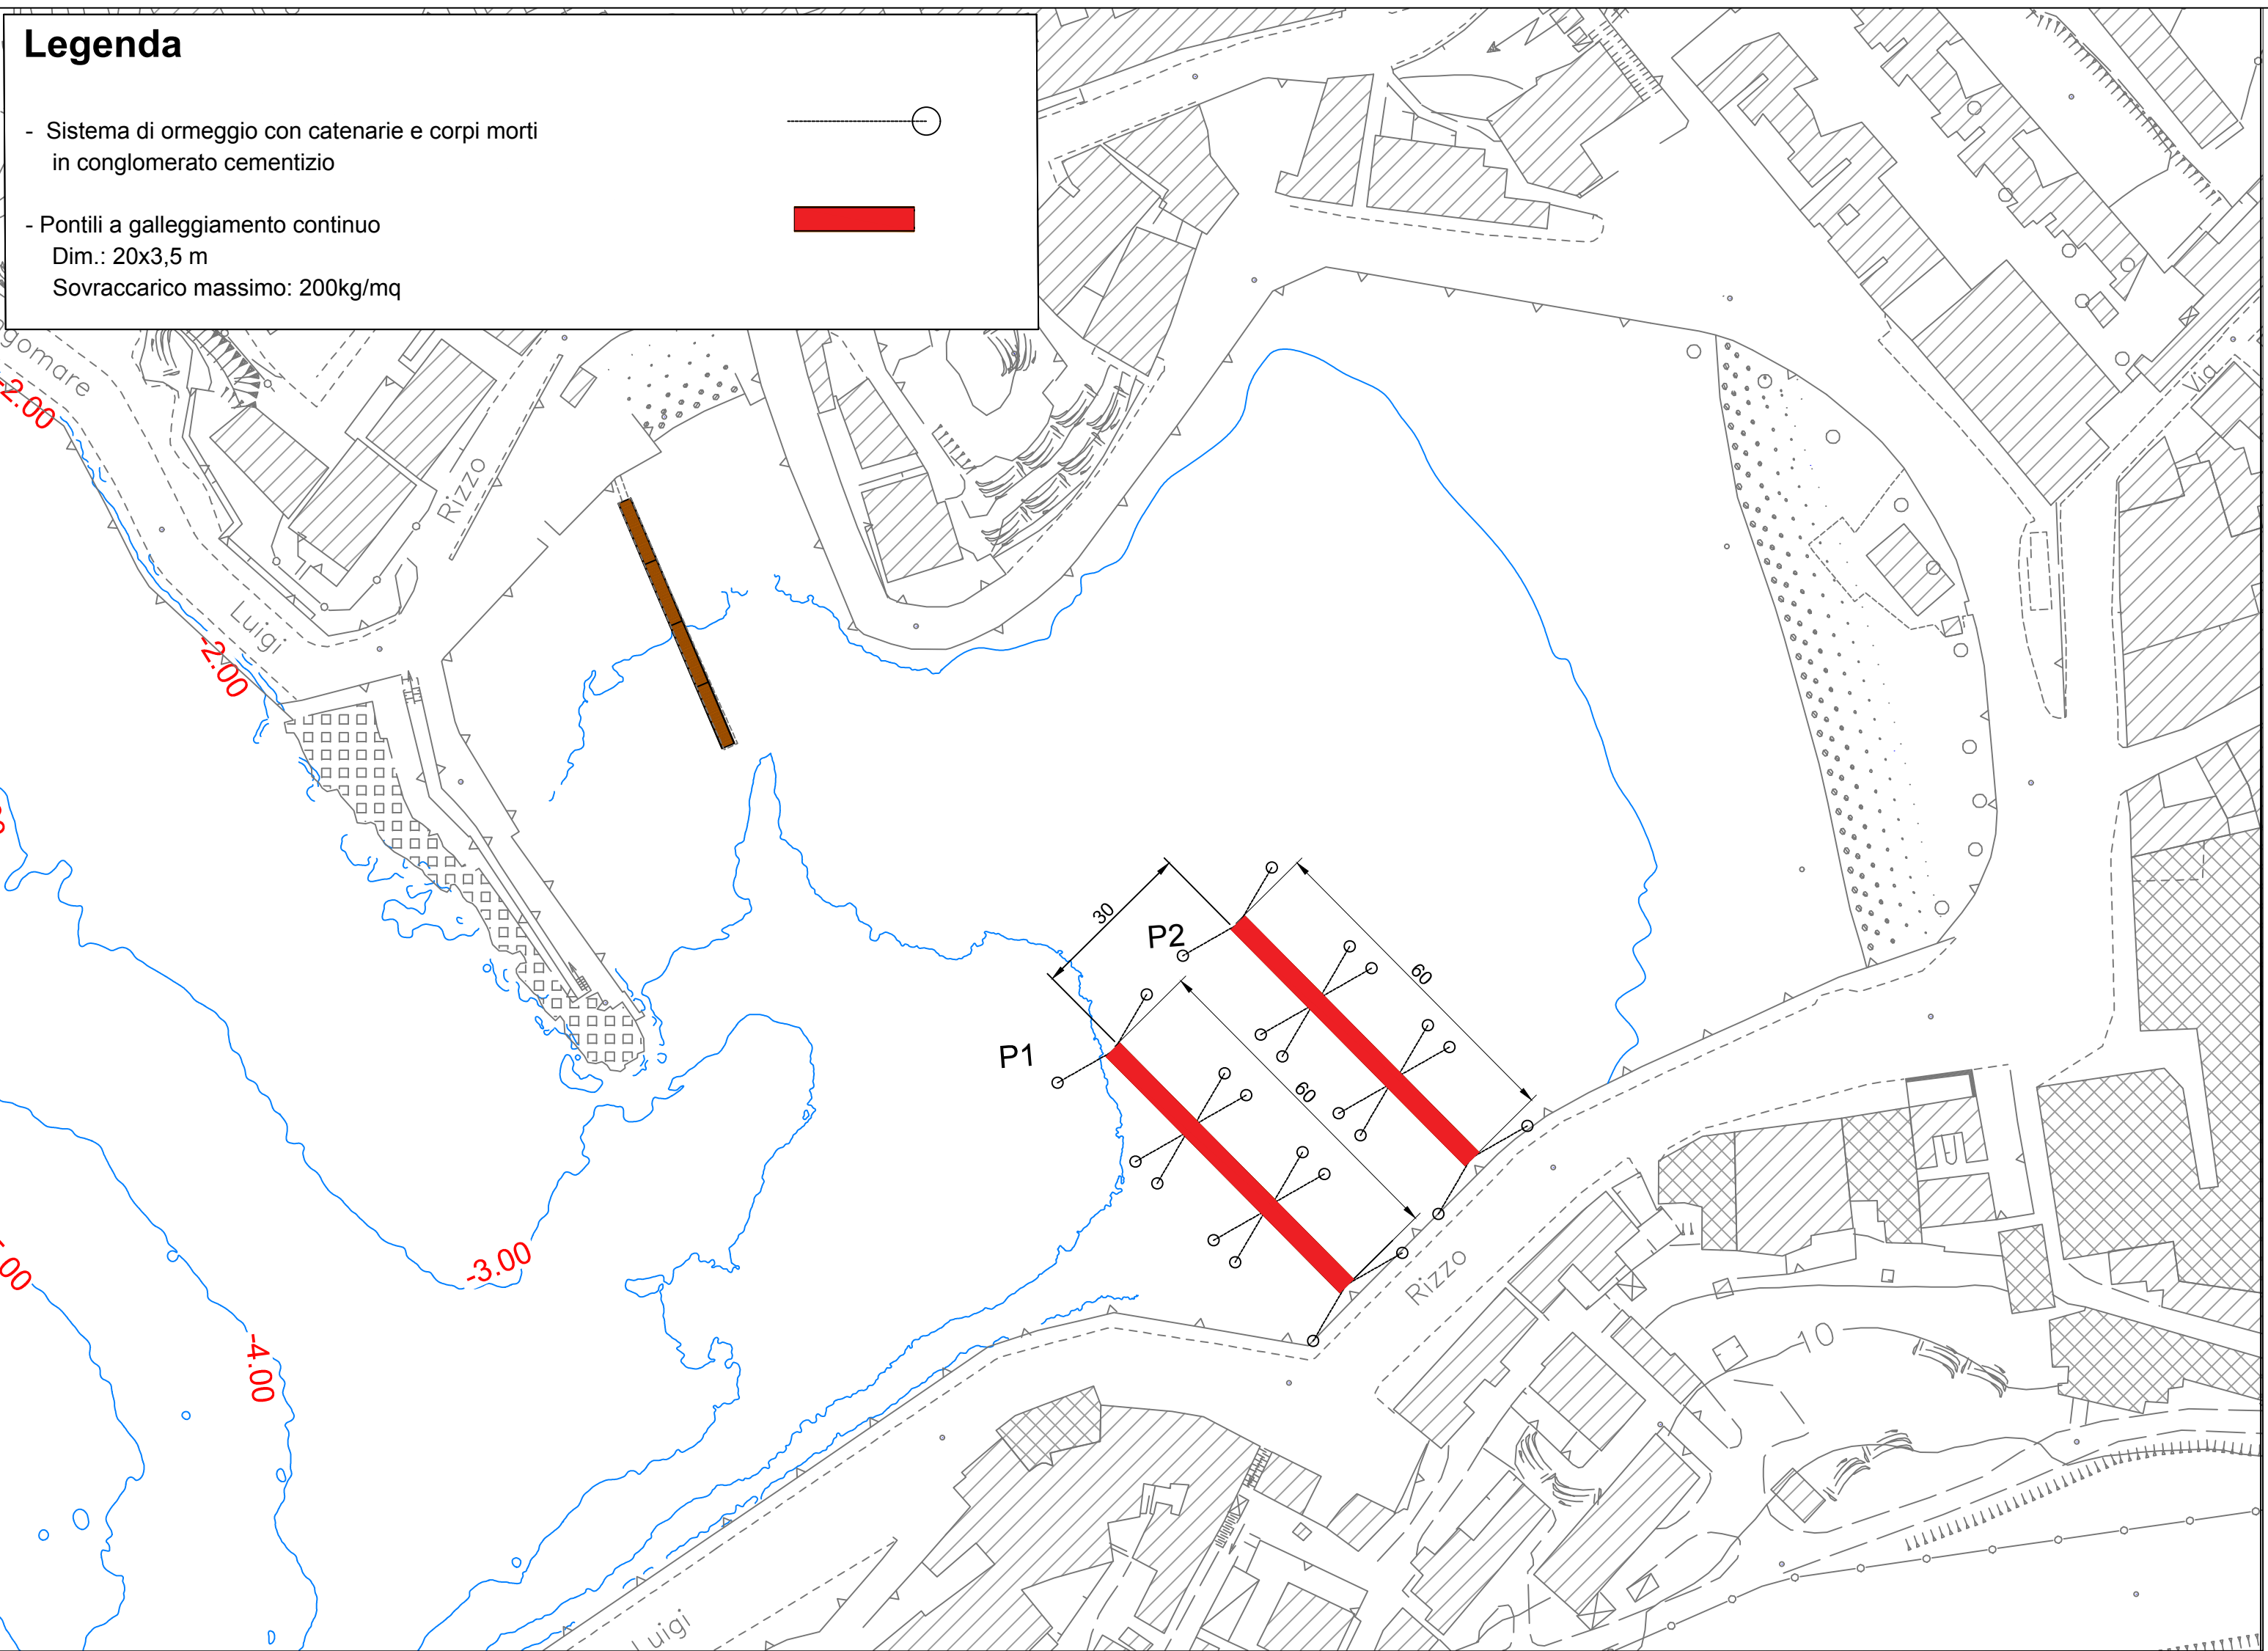 Legenda
- Sistema di ormeggio con catenarie e corpi morti
in conglomerato cementizio
- Pontili a galleggiamento continuo
Dim.: 20x3,5 m
Sovraccarico massimo: 200kg/mq
gomare
-2.00
Rizzo
Via
Luigi
-2.00
30
P2
60
P1
60
-3.00
Rizzo
.00
-4.00
10
Luigi